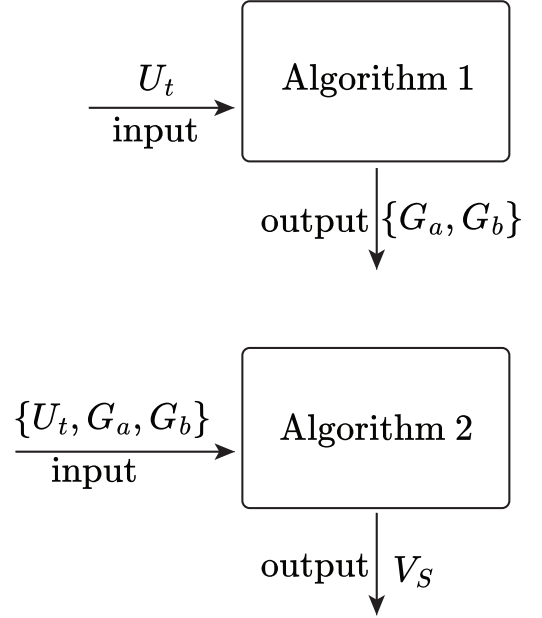 U_t
Algorithm 1
input
output {G_a, G_b}
{U_t, G_a, G_b}
Algorithm 2
input
output V_S